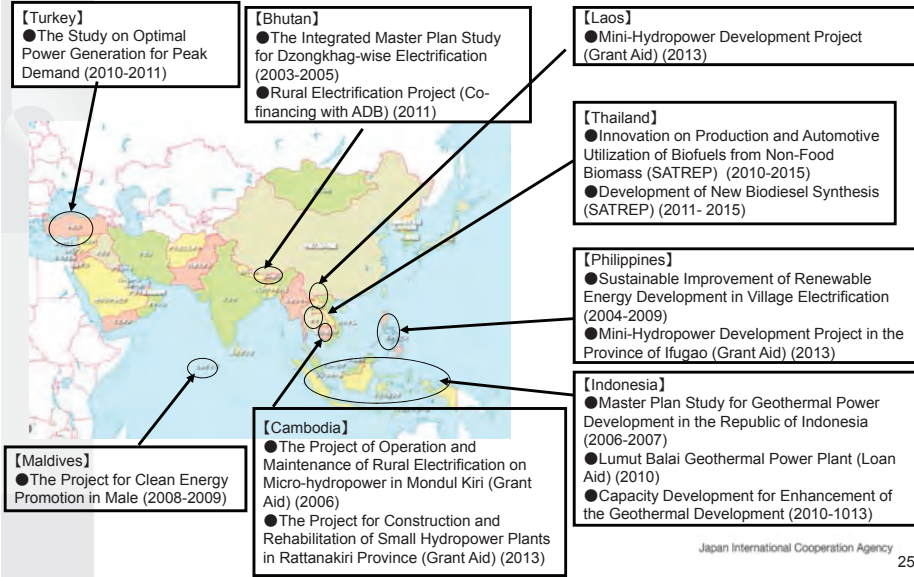 【Turkey】
●The Study on Optimal
Power Generation for Peak
Demand (2010-2011)
【Bhutan】
●The Integrated Master Plan Study
for Dzongkhag-wise Electrification
(2003-2005)
●Rural Electrification Project (Co-
financing with ADB) (2011)
【Laos】
●Mini-Hydropower Development Project
(Grant Aid) (2013)
【Thailand】
●Innovation on Production and Automotive
Utilization of Biofuels from Non-Food
Biomass (SATREP)  (2010-2015)
●Development of New Biodiesel Synthesis
(SATREP) (2011- 2015)
【Philippines】
●Sustainable Improvement of Renewable
Energy Development in Village Electrification
(2004-2009)
●Mini-Hydropower Development Project in the
Province of Ifugao (Grant Aid) (2013)
【Indonesia】
●Master Plan Study for Geothermal Power
Development in the Republic of Indonesia
(2006-2007)
●Lumut Balai Geothermal Power Plant (Loan
Aid) (2010)
●Capacity Development for Enhancement of
the Geothermal Development (2010-1013)
【Maldives】
●The Project for Clean Energy
Promotion in Male (2008-2009)
【Cambodia】
●The Project of Operation and
Maintenance of Rural Electrification on
Micro-hydropower in Mondul Kiri (Grant
Aid) (2006)
●The Project for Construction and
Rehabilitation of Small Hydropower Plants
in Rattanakiri Province (Grant Aid) (2013)
Japan International Cooperation Agency
25